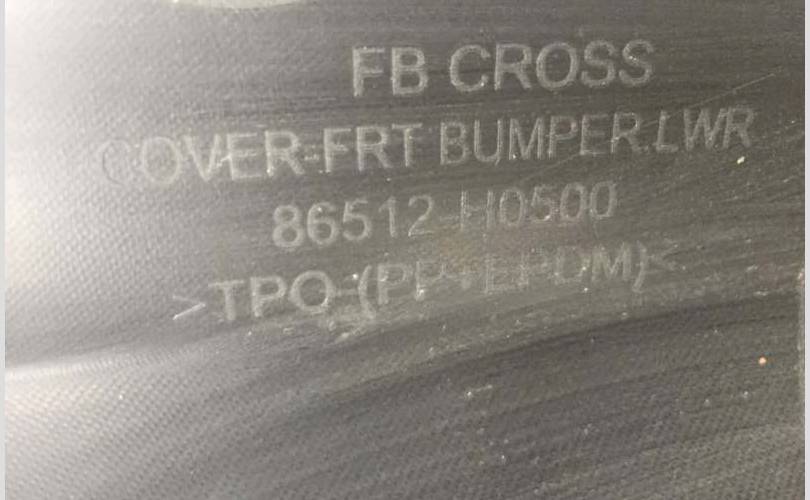 FB CROSS
COVER-FRT BUMPER.LWR
86512-H0500
>TPO-(PP+EPDM)<